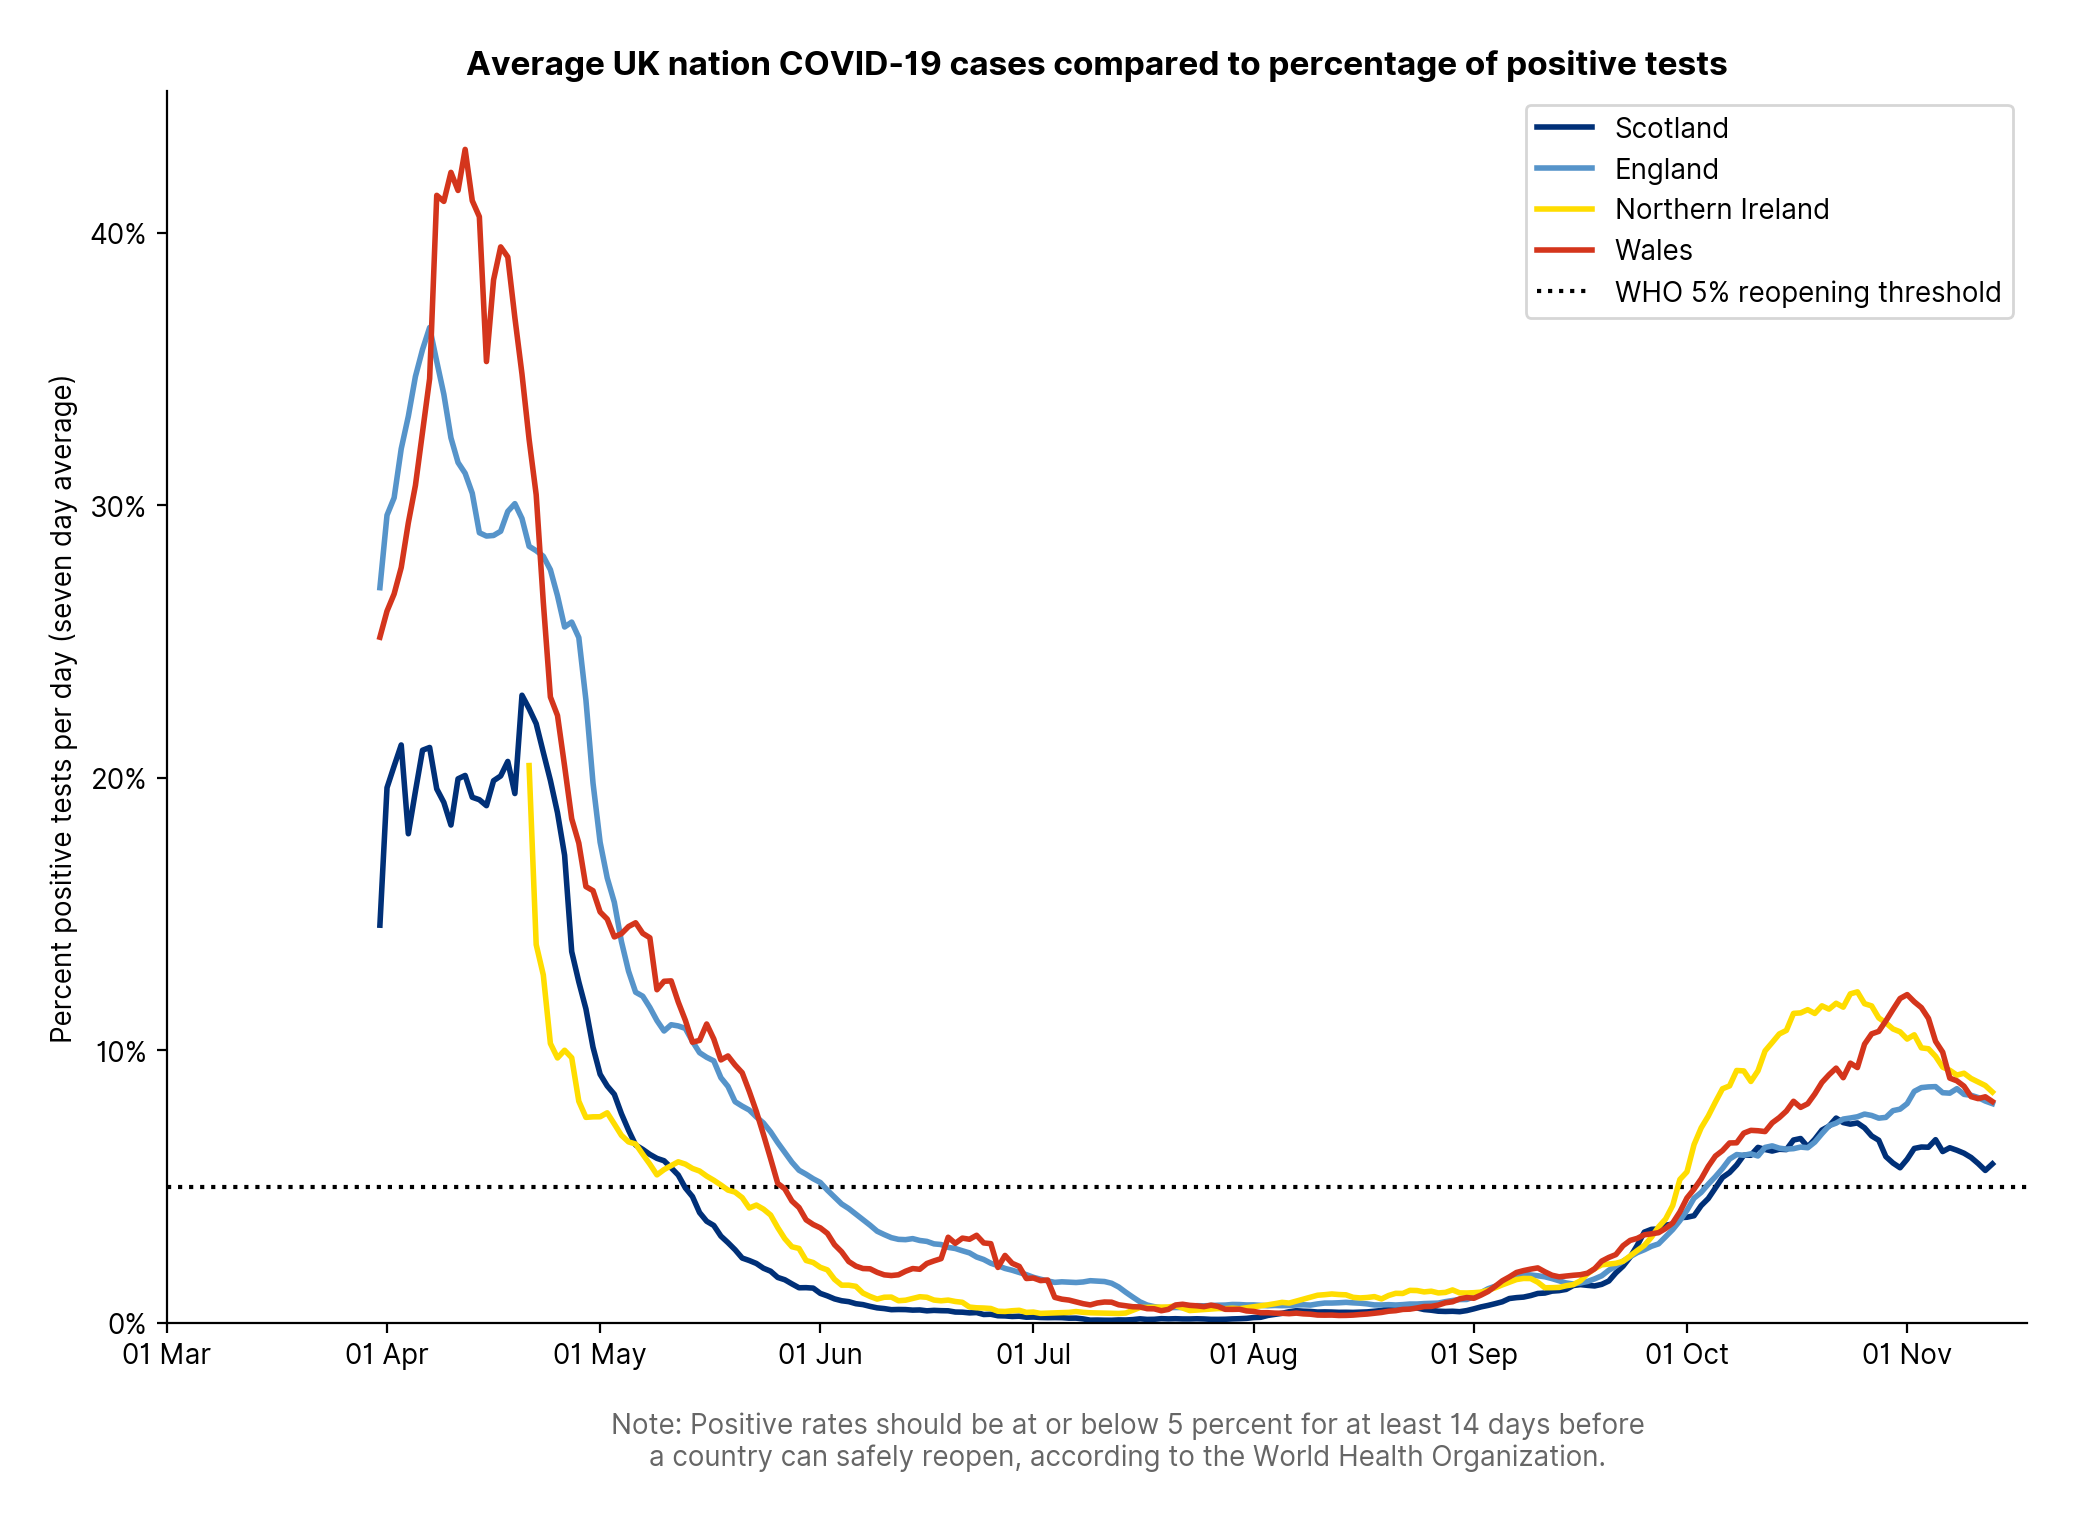 Average UK nation COVID-19 cases compared to percentage of positive tests
Scotland
England
Northern Ireland
Wales
WHO 5% reopening threshold
Percent positive tests per day (seven day average)
40%
30%
20%
10%
0%
01 Mar
01 Apr
01 May
01 Jun
01 Jul
01 Aug
01 Sep
01 Oct
01 Nov
Note: Positive rates should be at or below 5 percent for at least 14 days before
a country can safely reopen, according to the World Health Organization.